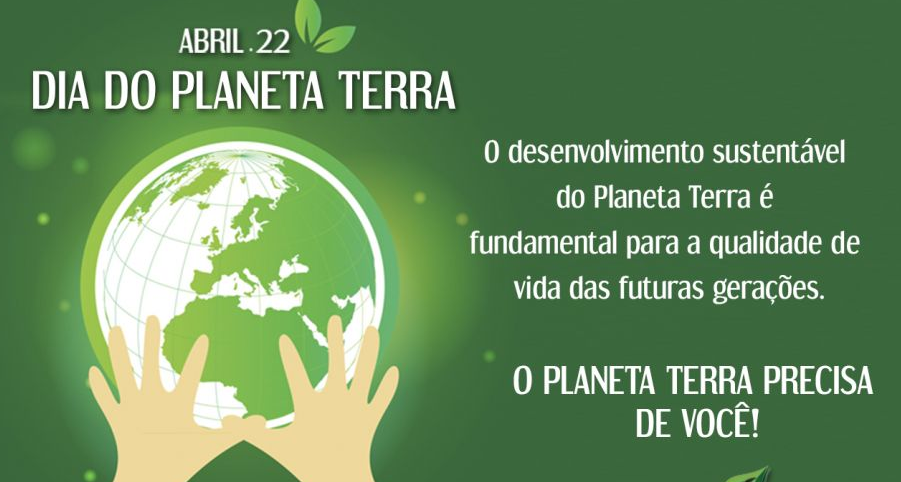 ABRIL . 22
DIA DO PLANETA TERRA
O desenvolvimento sustentável
do Planeta Terra é
fundamental para a qualidade de
vida das futuras gerações.
O PLANETA TERRA PRECISA
DE VOCÊ!